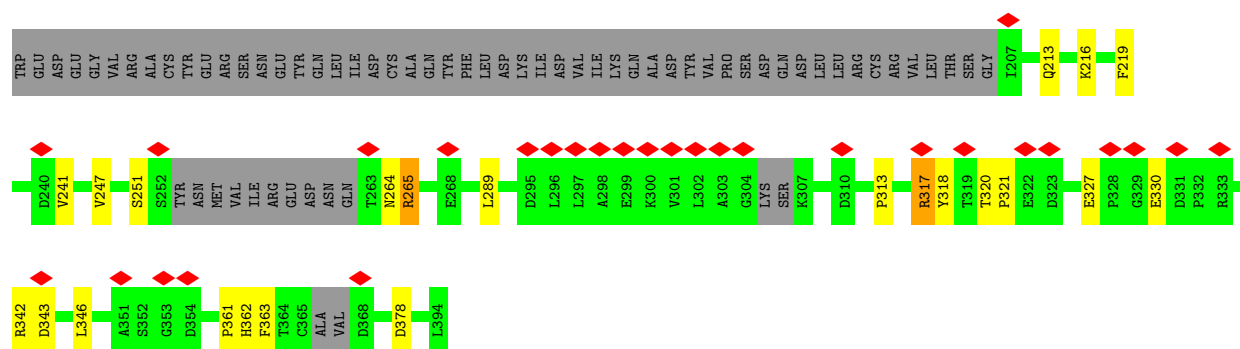 TRP GLU ASP GLU GLY VAL ARG ALA CYS TYR GLU ARG SER ASN GLU TYR GLN LEU ILE ASP CYS ALA GLN TYR PHE LEU ASP LYS ILE ASP VAL ILE LYS GLN ALA ASP TYR VAL PRO SER ASP GLN ASP LEU LEU ARG CYS ARG VAL LEU THR SER GLY I207 Q213 K216 F219
D240 V241 V247 S251 S252 TYR ASN MET VAL ILE ARG GLU ASP ASN GLN T263 N264 R265 E268 L289 D295 L296 L297 A298 E299 K300 V301 L302 A303 G304 LYS SER K307 D310 P313 R317 Y318 T319 T320 P321 E322 D323 E327 P328 G329 E330 D331 P332 R333
R342 D343 L346 A351 S352 G353 D354 P361 H362 F363 T364 C365 ALA VAL D368 D378 L394